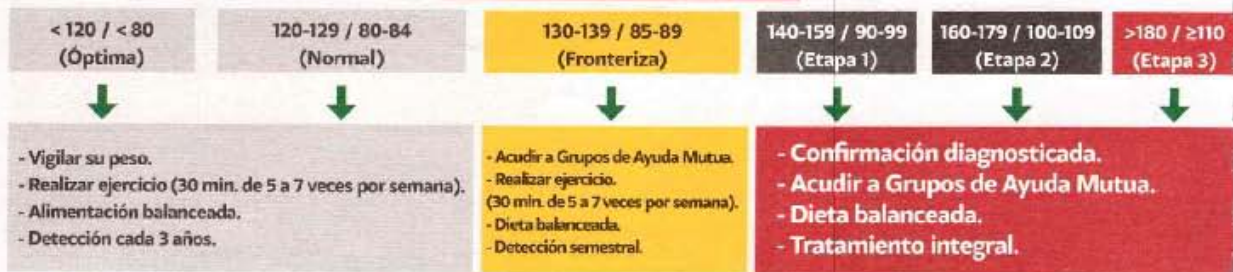 < 120 / < 80
(Óptima)
120-129 / 80-84
(Normal)
130-139 / 85-89
(Fronteriza)
140-159 / 90-99
(Etapa 1)
160-179 / 100-109
(Etapa 2)
>180 / ≥110
(Etapa 3)
- Vigilar su peso.
- Realizar ejercicio (30 min. de 5 a 7 veces por semana).
- Alimentación balanceada.
- Detección cada 3 años.
- Acudir a Grupos de Ayuda Mutua.
- Realizar ejercicio.
(30 min. de 5 a 7 veces por semana).
- Dieta balanceada.
- Detección semestral.
- Confirmación diagnosticada.
- Acudir a Grupos de Ayuda Mutua.
- Dieta balanceada.
- Tratamiento integral.